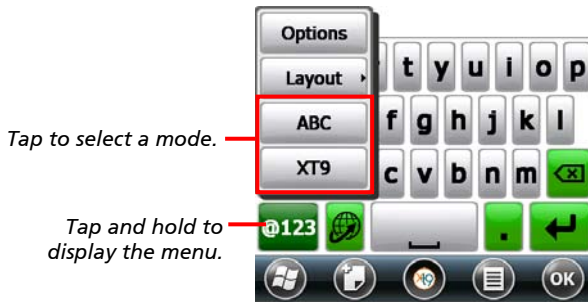 Options
Layout
t y u i o p
ABC
f g h j k l
Tap to select a mode.
XT9
c v b n m
Tap and hold to
display the menu.
@123
.
OK